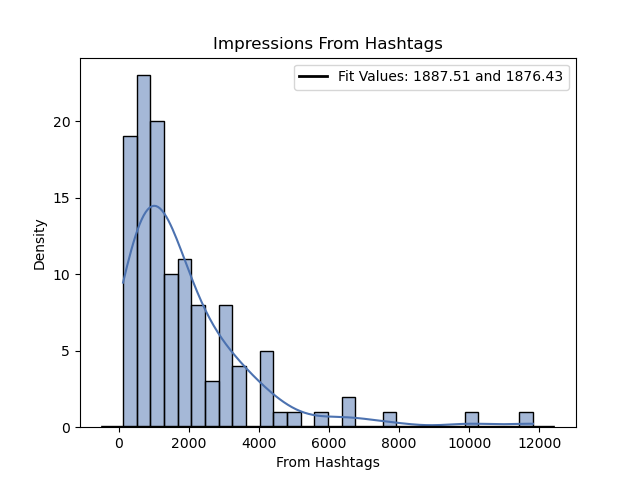 Impressions From Hashtags
Fit Values: 1887.51 and 1876.43
Density
20
15
10
5
0
0 2000 4000 6000 8000 10000 12000
From Hashtags